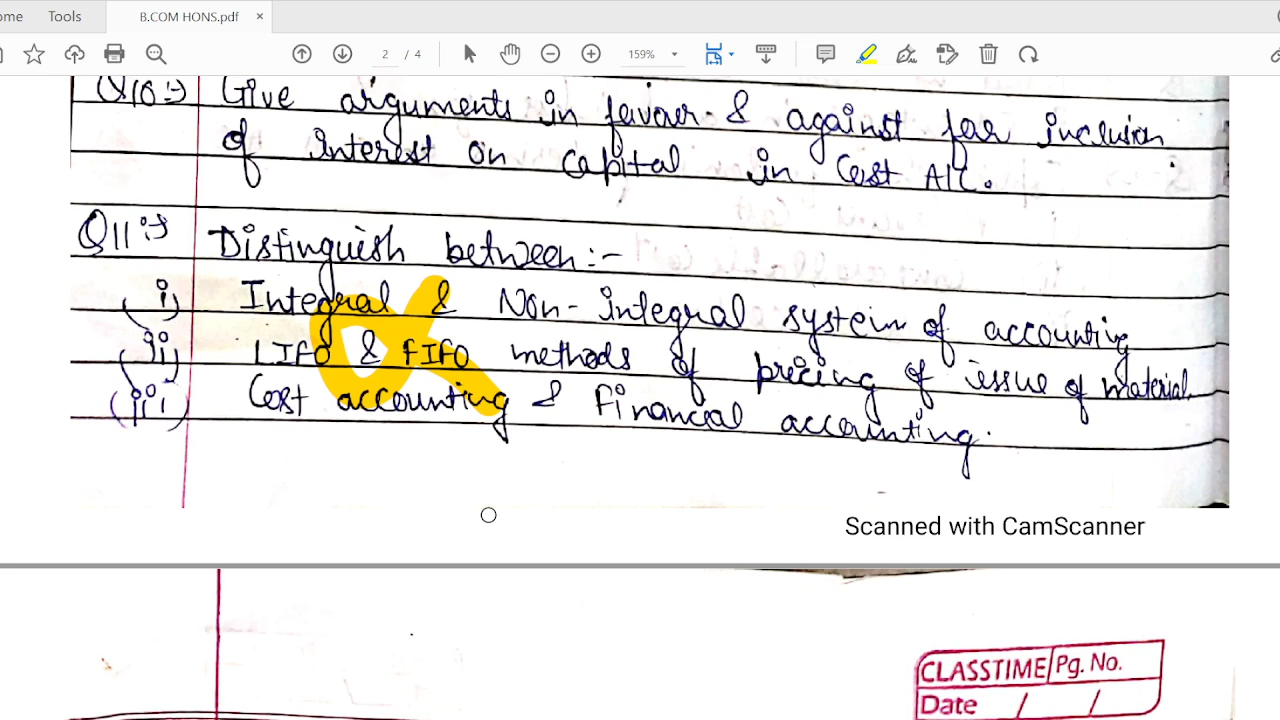 ome Tools B.COM HONS.pdf ×
2 / 4 159%
Q10:-) Give arguments in favour & against for inclusion
of interest on capital in Cost A/C.
Q11:-) Distinguish between:-
(i) Integral & Non-integral system of accounting
(ii) LIFO & FIFO methods of pricing of issue of material.
(iii) Cost accounting & Financial accounting.
Scanned with CamScanner
CLASSTIME Pg. No.
Date / /